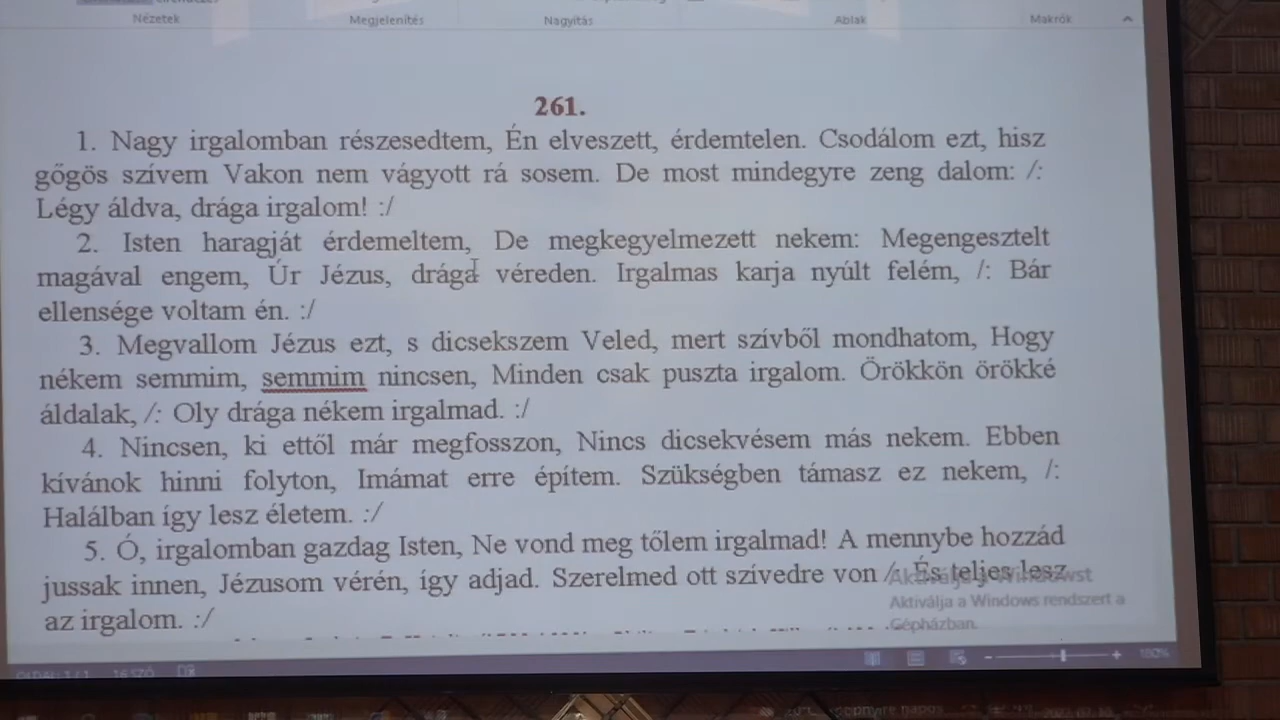 Nézetek Megjelenítés Nagyítás Ablak Makrók
261.
1. Nagy irgalomban részesedtem, Én elveszett, érdemtelen. Csodálom ezt, hisz
gőgös szívem Vakon nem vágyott rá sosem. De most mindegyre zeng dalom: /:
Légy áldva, drága irgalom! :/
2. Isten haragját érdemeltem, De megkegyelmezett nekem: Megengesztelt
magával engem, Úr Jézus, drága véreden. Irgalmas karja nyúlt felém, /: Bár
ellensége voltam én. :/
3. Megvallom Jézus ezt, s dicsekszem Veled, mert szívből mondhatom, Hogy
nékem semmim, semmim nincsen, Minden csak puszta irgalom. Örökkön örökké
áldalak, /: Oly drága nékem irgalmad. :/
4. Nincsen, ki ettől már megfosszon, Nincs dicsekvésem más nekem. Ebben
kívánok hinni folyton, Imámat erre építem. Szükségben támasz ez nekem, /:
Halálban így lesz életem. :/
5. Ó, irgalomban gazdag Isten, Ne vond meg tőlem irgalmad! A mennybe hozzád
jussak innen, Jézusom vérén, így adjad. Szerelmed ott szívedre von /: És teljes lesz
az irgalom. :/
Aktiválja a Windowst
Aktiválja a Windows rendszert a
Gépházban.
180%